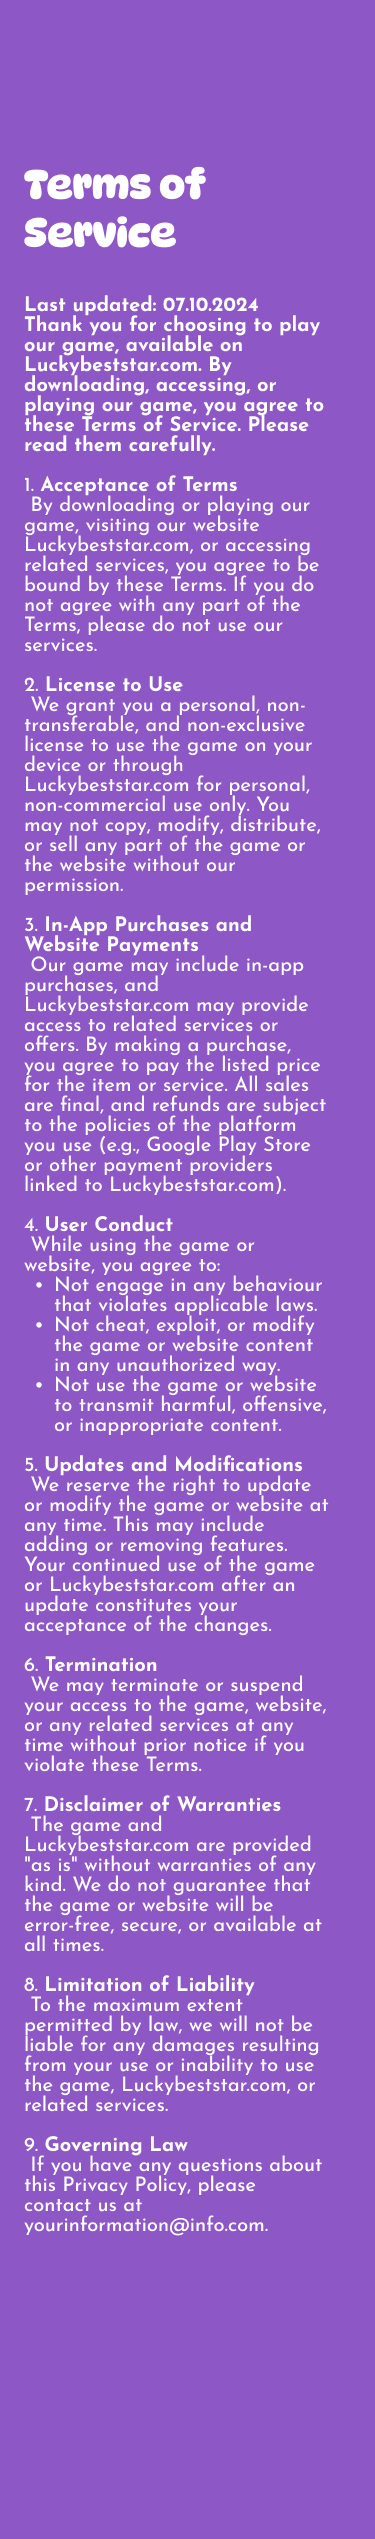 Terms of
Service
Last updated: 07.10.2024
Thank you for choosing to play
our game, available on
Luckybeststar.com. By
downloading, accessing, or
playing our game, you agree to
these Terms of Service. Please
read them carefully.
1. Acceptance of Terms
By downloading or playing our
game, visiting our website
Luckybeststar.com, or accessing
related services, you agree to be
bound by these Terms. If you do
not agree with any part of the
Terms, please do not use our
services.
2. License to Use
We grant you a personal, non-
transferable, and non-exclusive
license to use the game on your
device or through
Luckybeststar.com for personal,
non-commercial use only. You
may not copy, modify, distribute,
or sell any part of the game or
the website without our
permission.
3. In-App Purchases and
Website Payments
Our game may include in-app
purchases, and
Luckybeststar.com may provide
access to related services or
offers. By making a purchase,
you agree to pay the listed price
for the item or service. All sales
are final, and refunds are subject
to the policies of the platform
you use (e.g., Google Play Store
or other payment providers
linked to Luckybeststar.com).
4. User Conduct
While using the game or
website, you agree to:
• Not engage in any behaviour
that violates applicable laws.
• Not cheat, exploit, or modify
the game or website content
in any unauthorized way.
• Not use the game or website
to transmit harmful, offensive,
or inappropriate content.
5. Updates and Modifications
We reserve the right to update
or modify the game or website at
any time. This may include
adding or removing features.
Your continued use of the game
or Luckybeststar.com after an
update constitutes your
acceptance of the changes.
6. Termination
We may terminate or suspend
your access to the game, website,
or any related services at any
time without prior notice if you
violate these Terms.
7. Disclaimer of Warranties
The game and
Luckybeststar.com are provided
"as is" without warranties of any
kind. We do not guarantee that
the game or website will be
error-free, secure, or available at
all times.
8. Limitation of Liability
To the maximum extent
permitted by law, we will not be
liable for any damages resulting
from your use or inability to use
the game, Luckybeststar.com, or
related services.
9. Governing Law
If you have any questions about
this Privacy Policy, please
contact us at
yourinformation@info.com.